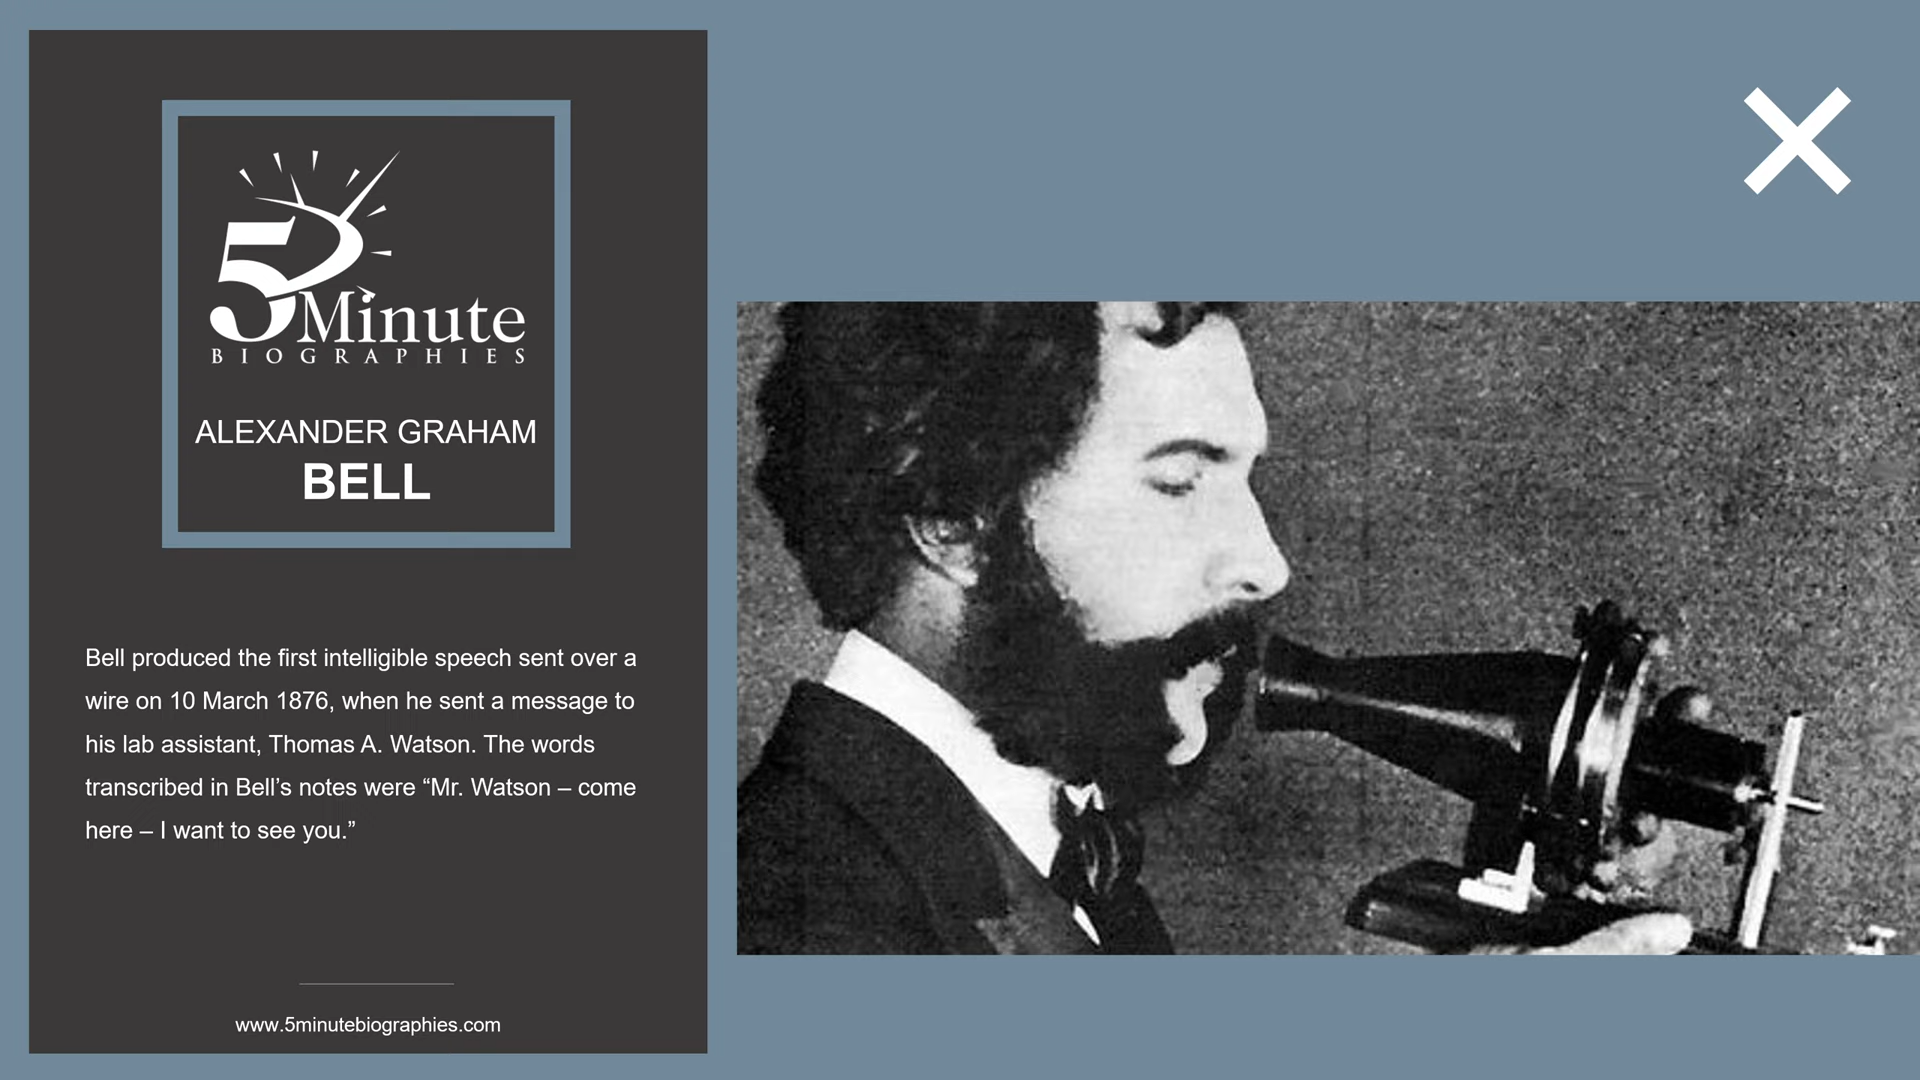 5 Minute
BIOGRAPHIES
ALEXANDER GRAHAM
BELL
Bell produced the first intelligible speech sent over a
wire on 10 March 1876, when he sent a message to
his lab assistant, Thomas A. Watson. The words
transcribed in Bell’s notes were “Mr. Watson – come
here – I want to see you.”
www.5minutebiographies.com